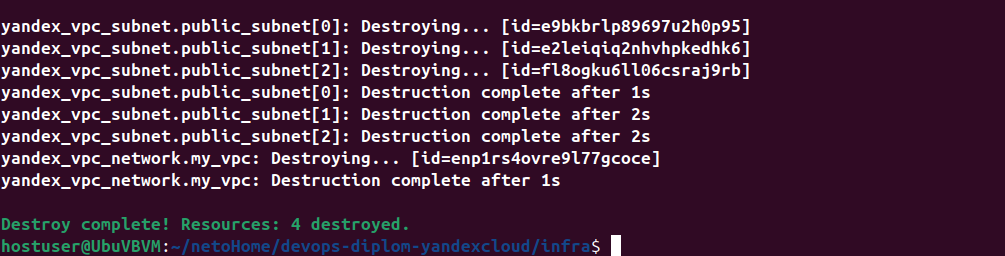 yandex_vpc_subnet.public_subnet[0]: Destroying... [id=e9bkbrlp89697u2h0p95]
yandex_vpc_subnet.public_subnet[1]: Destroying... [id=e2leiqiq2nhvhpkedhk6]
yandex_vpc_subnet.public_subnet[2]: Destroying... [id=fl8ogku6ll06csraj9rb]
yandex_vpc_subnet.public_subnet[0]: Destruction complete after 1s
yandex_vpc_subnet.public_subnet[1]: Destruction complete after 2s
yandex_vpc_subnet.public_subnet[2]: Destruction complete after 2s
yandex_vpc_network.my_vpc: Destroying... [id=enp1rs4ovre9l77gcoce]
yandex_vpc_network.my_vpc: Destruction complete after 1s
Destroy complete! Resources: 4 destroyed.
hostuser@UbuVBVM:~/netoHome/devops-diplom-yandexcloud/infra$